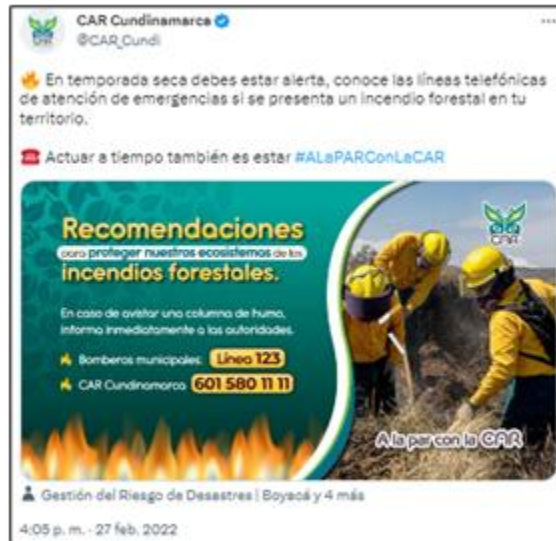 CAR Cundinamarca
@CAR_Cundi
En temporada seca debes estar alerta, conoce las líneas telefónicas
de atención de emergencias si se presenta un incendio forestal en tu
territorio.
Actuar a tiempo también es estar #ALaPARConLaCAR
Recomendaciones
para proteger nuestros ecosistemas de los
incendios forestales.
CAR
En caso de avistar una columna de humo,
informa inmediatamente a las autoridades.
Bomberos municipales: Línea 123
CAR Cundinamarca: 601 580 11 11
A la par con la CAR
Gestión del Riesgo de Desastres | Boyacá y 4 más
4:05 p. m. · 27 feb. 2022